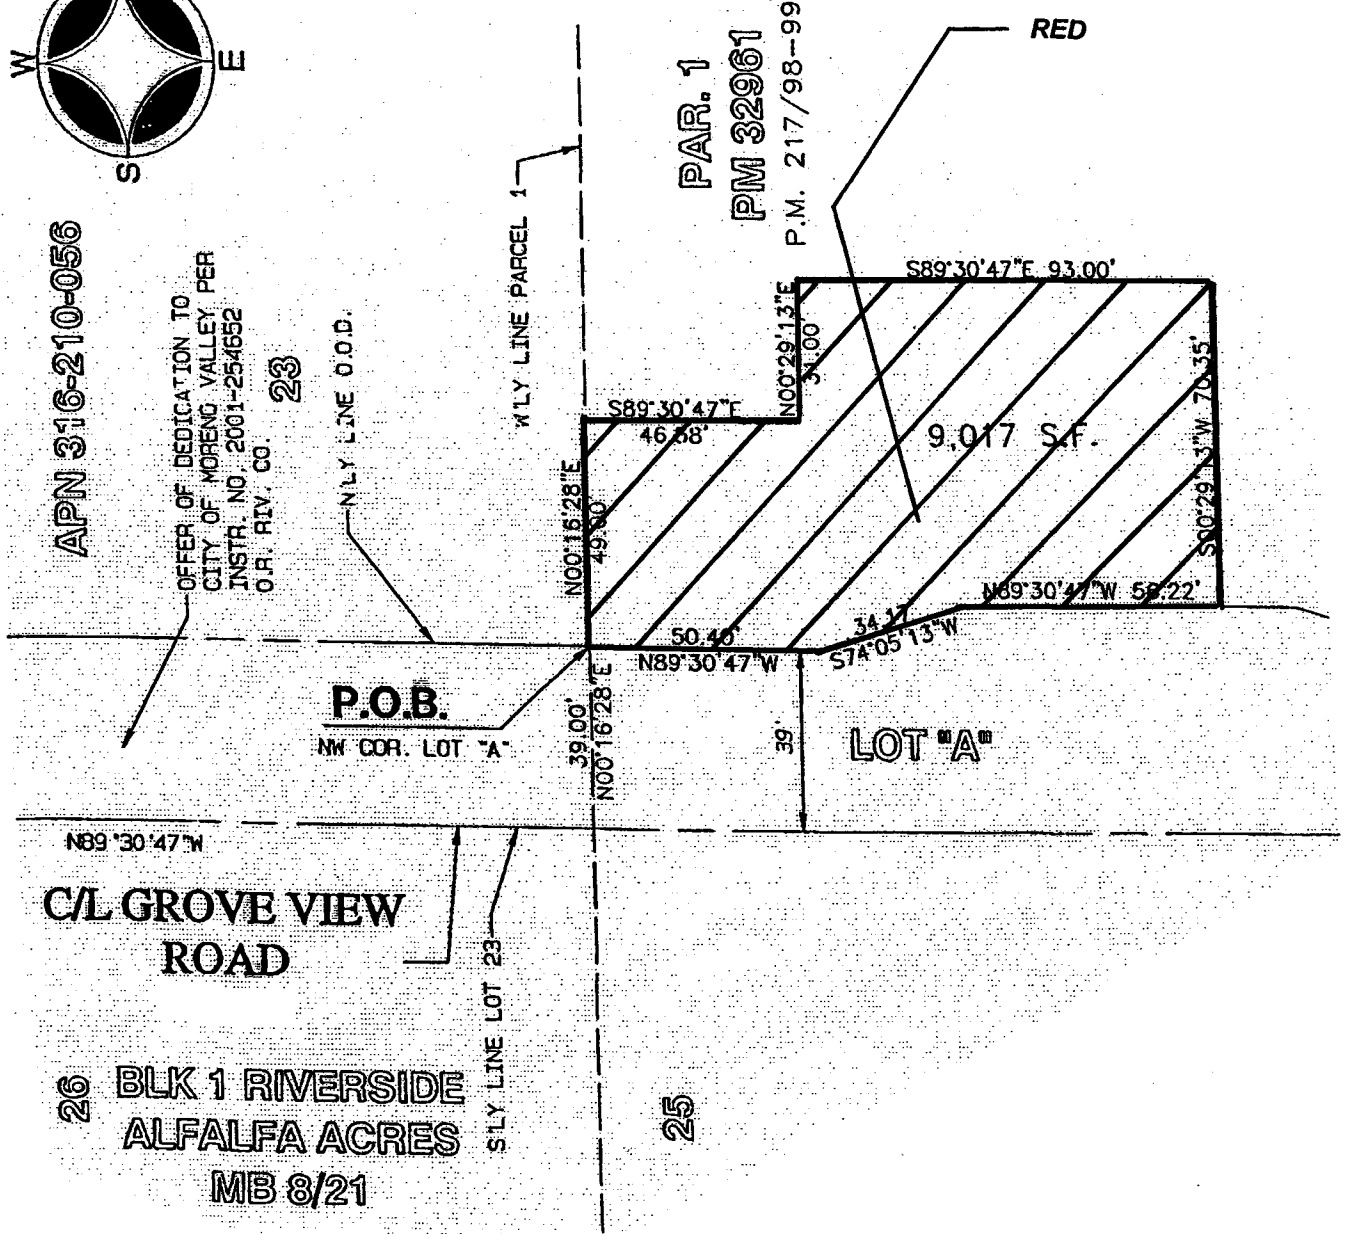 W
E
S
RED
PAR. 1
PM 32961
P.M. 217/98-99
APN 316-210-056
OFFER OF DEDICATION TO
CITY OF MORENO VALLEY PER
INSTR. NO. 2001-254652
O.R. RIV. CO.
23
N'LY LINE O.O.D.
W'LY LINE PARCEL 1
S89°30'47"E 93.00'
N00°29'13"E
31.00'
S89°30'47"E
46.58'
9,017 S.F.
S00°29'13"W 70.35'
N00°16'28"E
49.00'
N89°30'47"W 56.22'
34.17'
S74°05'13"W
50.40'
N89°30'47"W
P.O.B.
NW COR. LOT "A"
39.00'
N00°16'28"E
39'
LOT "A"
N89°30'47"W
C/L GROVE VIEW
ROAD
S'LY LINE LOT 23
26
BLK 1 RIVERSIDE
ALFALFA ACRES
MB 8/21
25